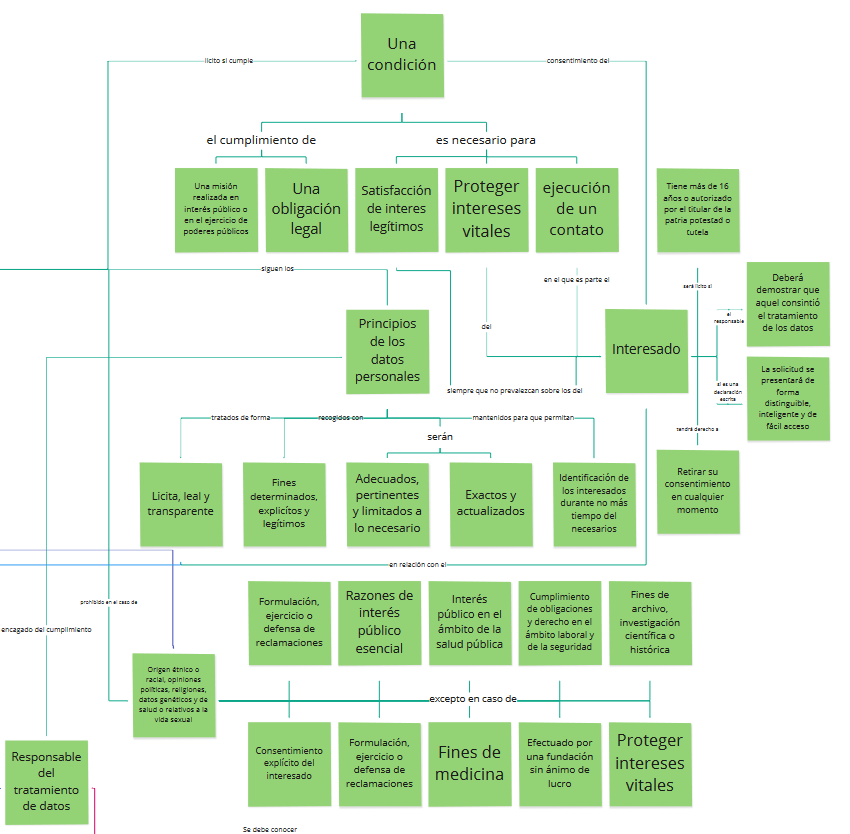 Una
condición
licito si cumple
consentimiento del
el cumplimiento de
es necesario para
Una misión
realizada en
interés público o
en el ejercicio de
poderes públicos
Una
obligación
legal
Satisfacción
de interes
legítimos
Proteger
intereses
vitales
ejecución
de un
contato
Tiene más de 16
años o autorizado
por el titular de la
patria potestad o
tutela
siguen los
en el que es parte el
será lícito si
Deberá
demostrar que
aquel consintió
el tratamiento
de los datos
el
responsable
Principios
de los
datos
personales
del
Interesado
siempre que no prevalezcan sobre los del
si es una
declaración
escrita
La solicitud se
presentará de
forma
distinguible,
inteligente y de
fácil acceso
tratados de forma
recogidos con
mantenidos para que permitan
serán
tendrá derecho a
Licita, leal y
transparente
Fines
determinados,
explicítos y
legítimos
Adecuados,
pertinentes
y limitados a
lo necesario
Exactos y
actualizados
Identificación de
los interesados
durante no más
tiempo del
necesarios
Retirar su
consentimiento
en cualquier
momento
en relación con el
prohibido en el caso de
encagado del cumplimiento
Formulación,
ejercicio o
defensa de
reclamaciones
Razones de
interés
público
esencial
Interés
público en el
ámbito de la
salud pública
Cumplimiento
de obligaciones
y derecho en el
ámbito laboral y
de la seguridad
Fines de
archivo,
investigación
científica o
histórica
Origen étnico o
racial, opiniones
políticas, religiones,
datos genéticos y de
salud o relativos a la
vida sexual
excepto en caso de
Responsable
del
tratamiento
de datos
Consentimiento
explícito del
interesado
Formulación,
ejercicio o
defensa de
reclamaciones
Fines de
medicina
Efectuado por
una fundación
sin ánimo de
lucro
Proteger
intereses
vitales
Se debe conocer